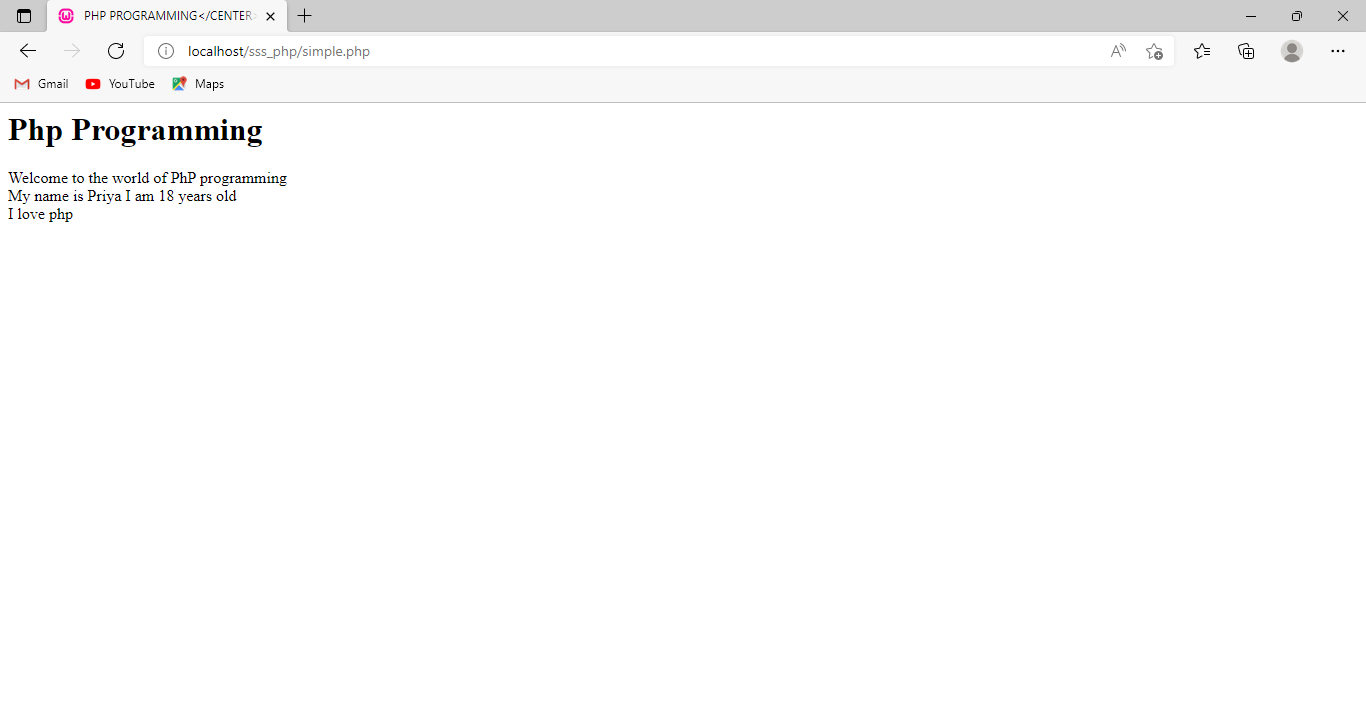 PHP PROGRAMMING</CENTER>
localhost/sss_php/simple.php
Gmail YouTube Maps
Php Programming
Welcome to the world of PhP programming
My name is Priya I am 18 years old
I love php